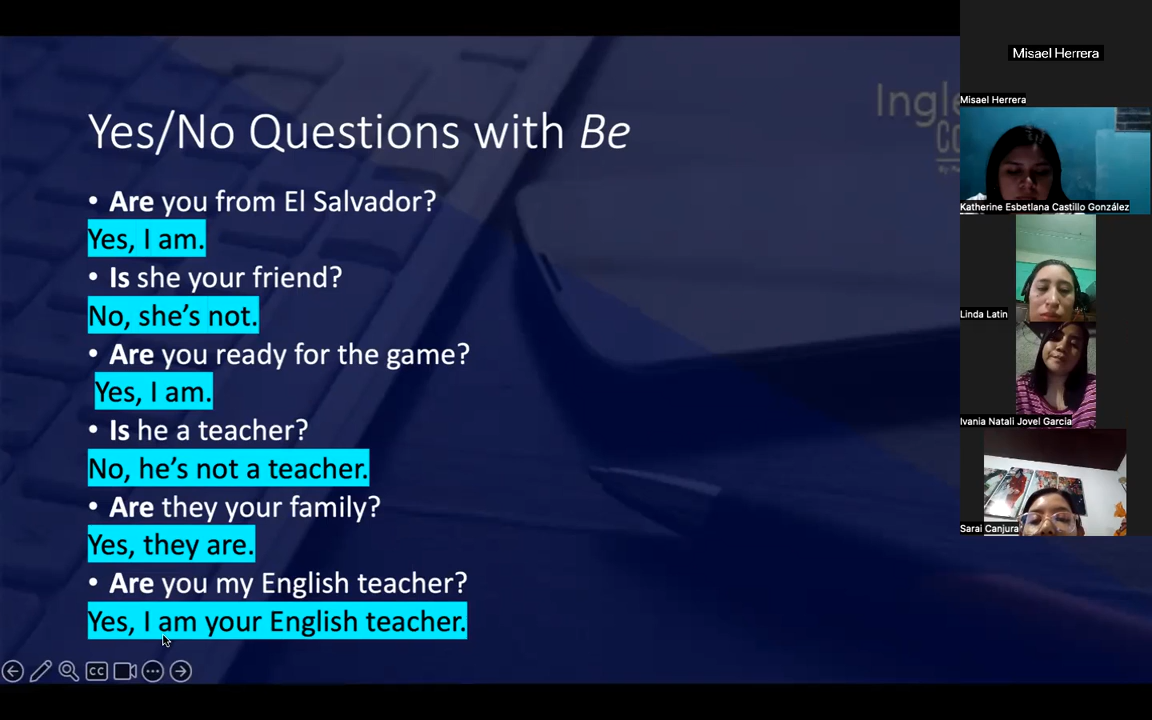 Misael Herrera
Misael Herrera
Yes/No Questions with Be
• Are you from El Salvador?
Yes, I am.
• Is she your friend?
No, she's not.
• Are you ready for the game?
Yes, I am.
• Is he a teacher?
No, he's not a teacher.
• Are they your family?
Yes, they are.
• Are you my English teacher?
Yes, I am your English teacher.
Katherine Esbetlana Castillo González
Linda Latin
Ivania Natali Jovel Garcia
Sarai Canjura
CC